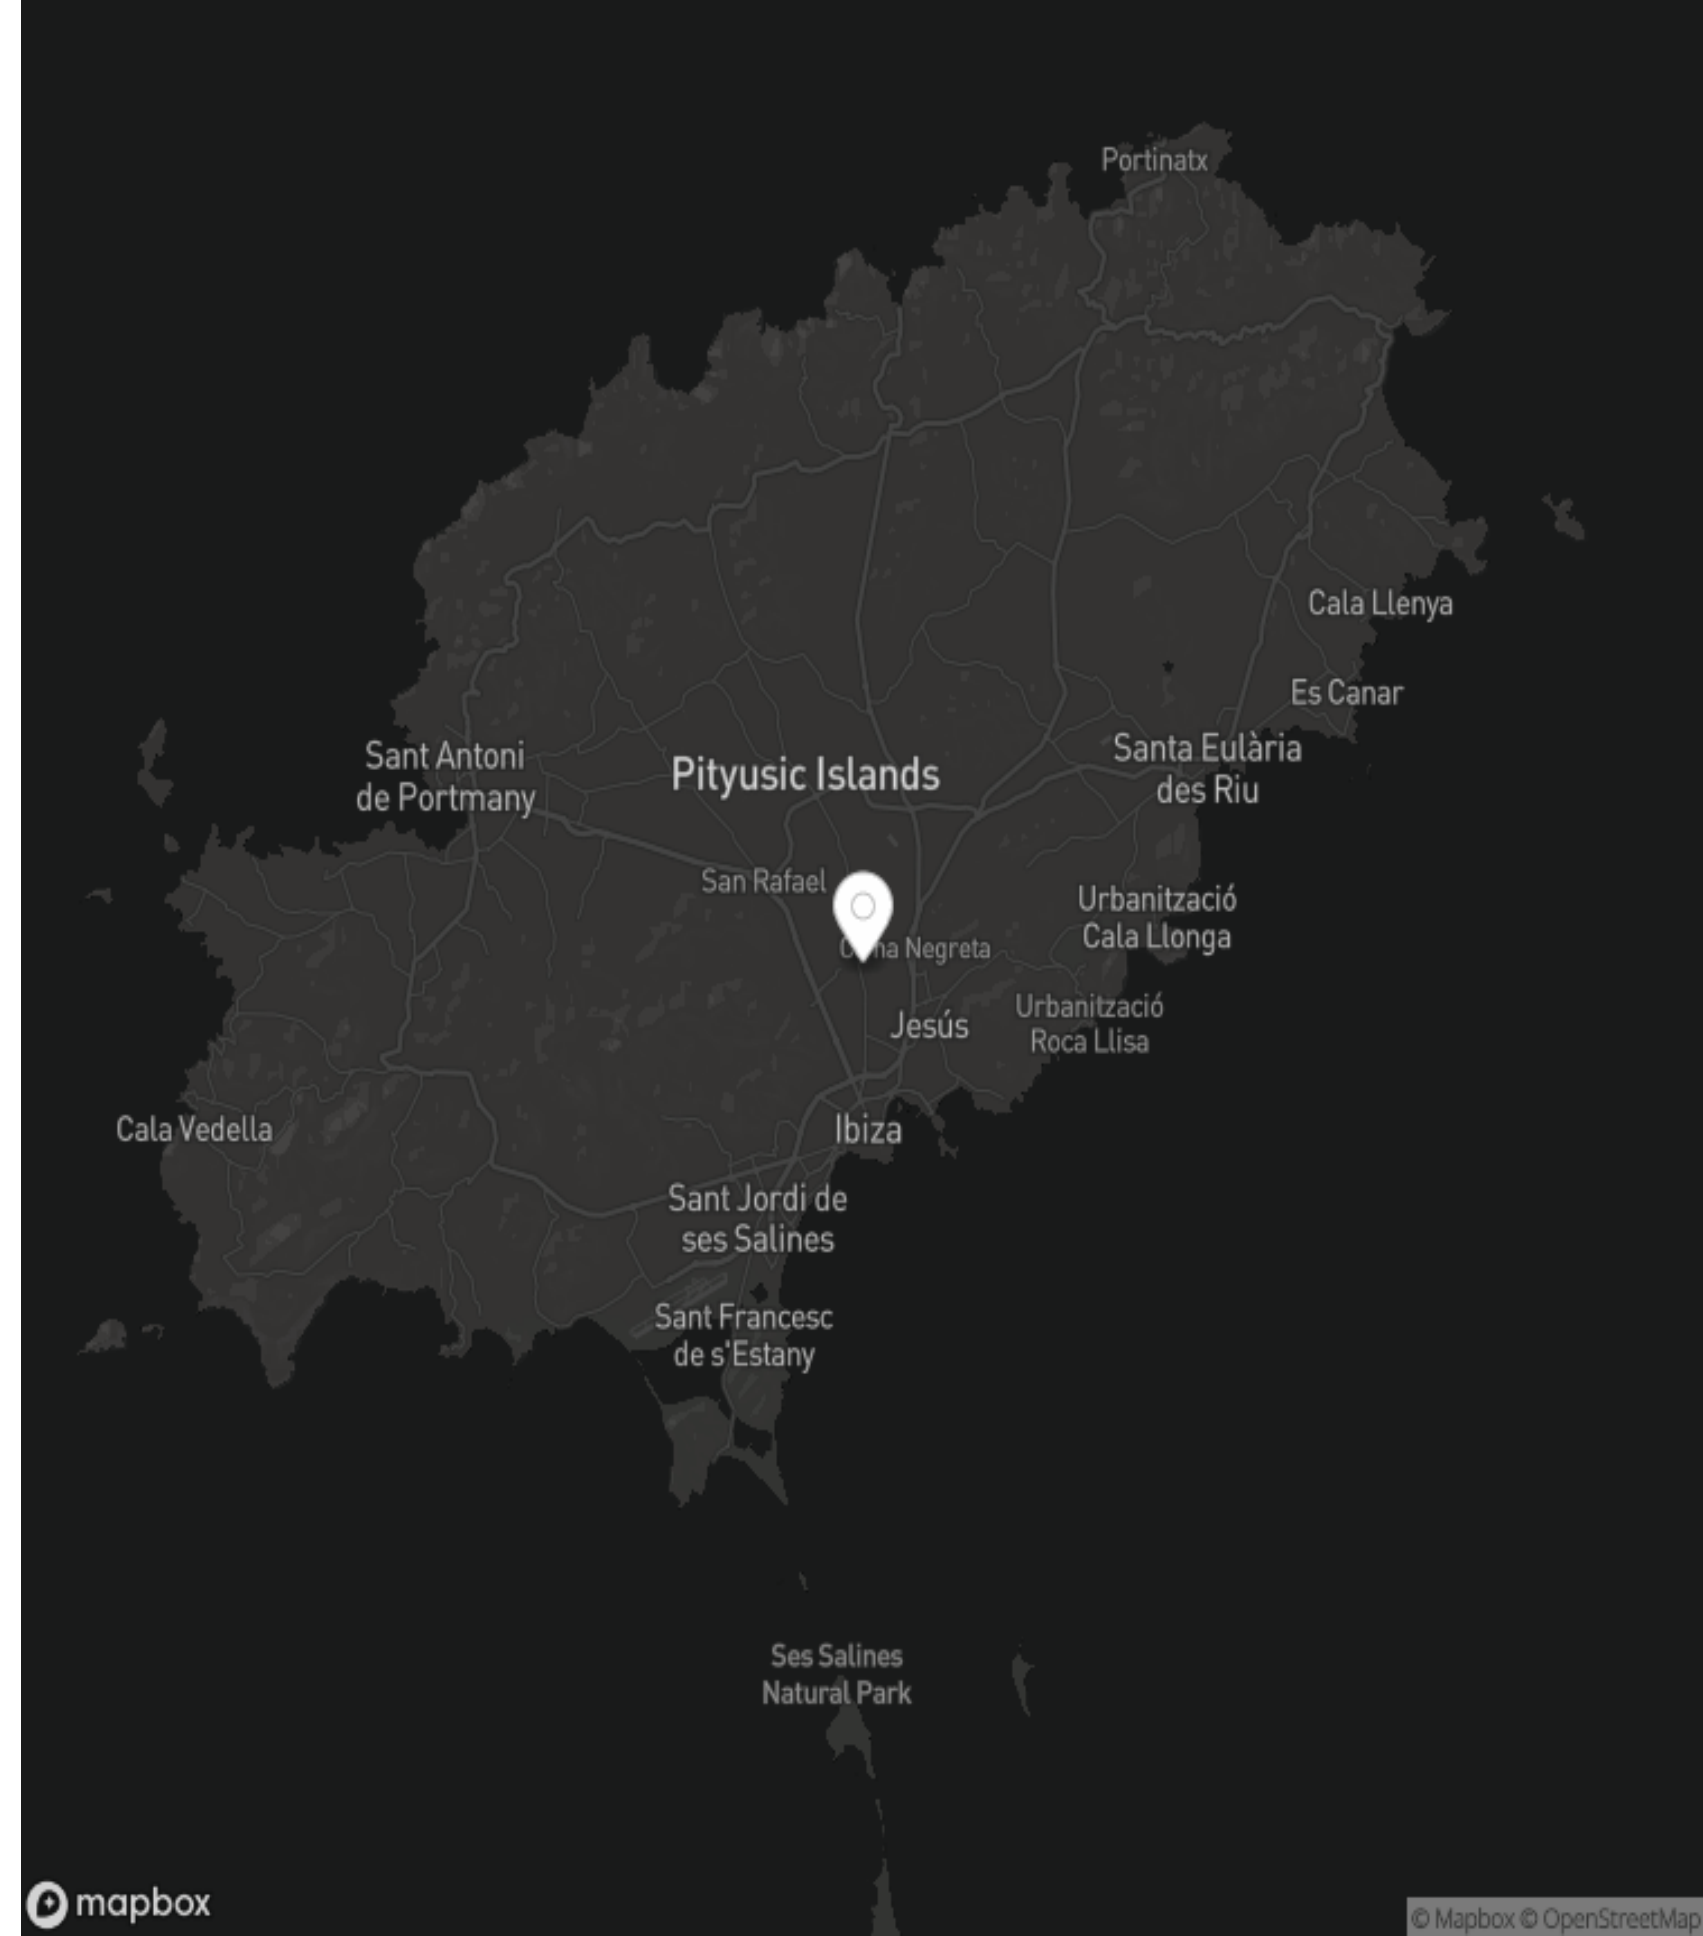 Portinatx
Cala Llenya
Es Canar
Sant Antoni
de Portmany
Pityusic Islands
Santa Eulària
des Riu
San Rafael
Urbanització
Cala Llonga
Negreta
Jesús
Urbanització
Roca Llisa
Cala Vedella
Ibiza
Sant Jordi de
ses Salines
Sant Francesc
de s'Estany
Ses Salines
Natural Park
mapbox
© Mapbox © OpenStreetMap